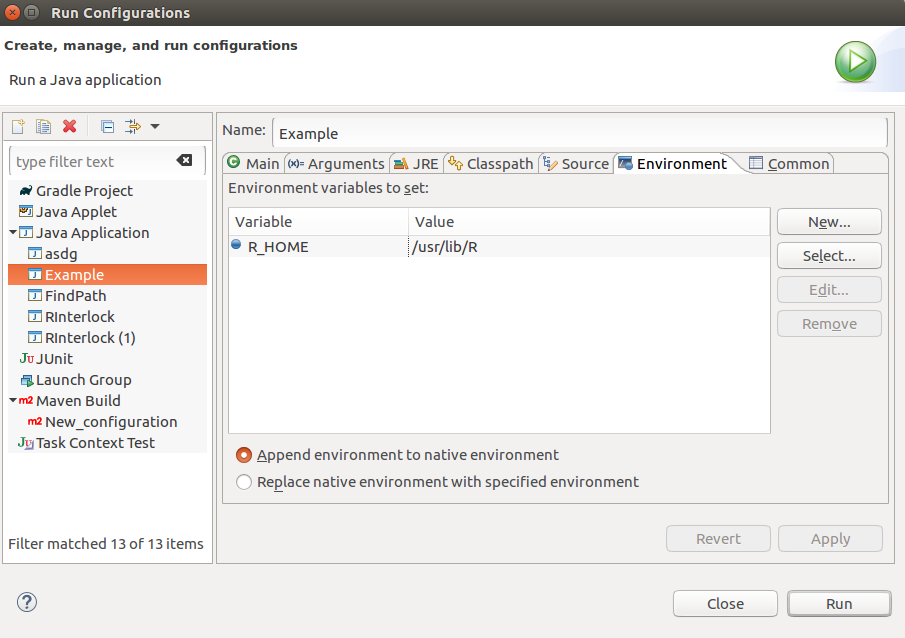 Run Configurations
Create, manage, and run configurations
Run a Java application
type filter text
Gradle Project
Java Applet
Java Application
asdg
Example
FindPath
RInterlock
RInterlock (1)
Ju JUnit
Launch Group
m2 Maven Build
m2 New_configuration
Ju Task Context Test
Filter matched 13 of 13 items
Name: Example
Main (x)= Arguments JRE Classpath Source Environment Common
Environment variables to set:
Variable Value
R_HOME /usr/lib/R
New...
Select...
Edit...
Remove
Append environment to native environment
Replace native environment with specified environment
Revert Apply
? Close Run